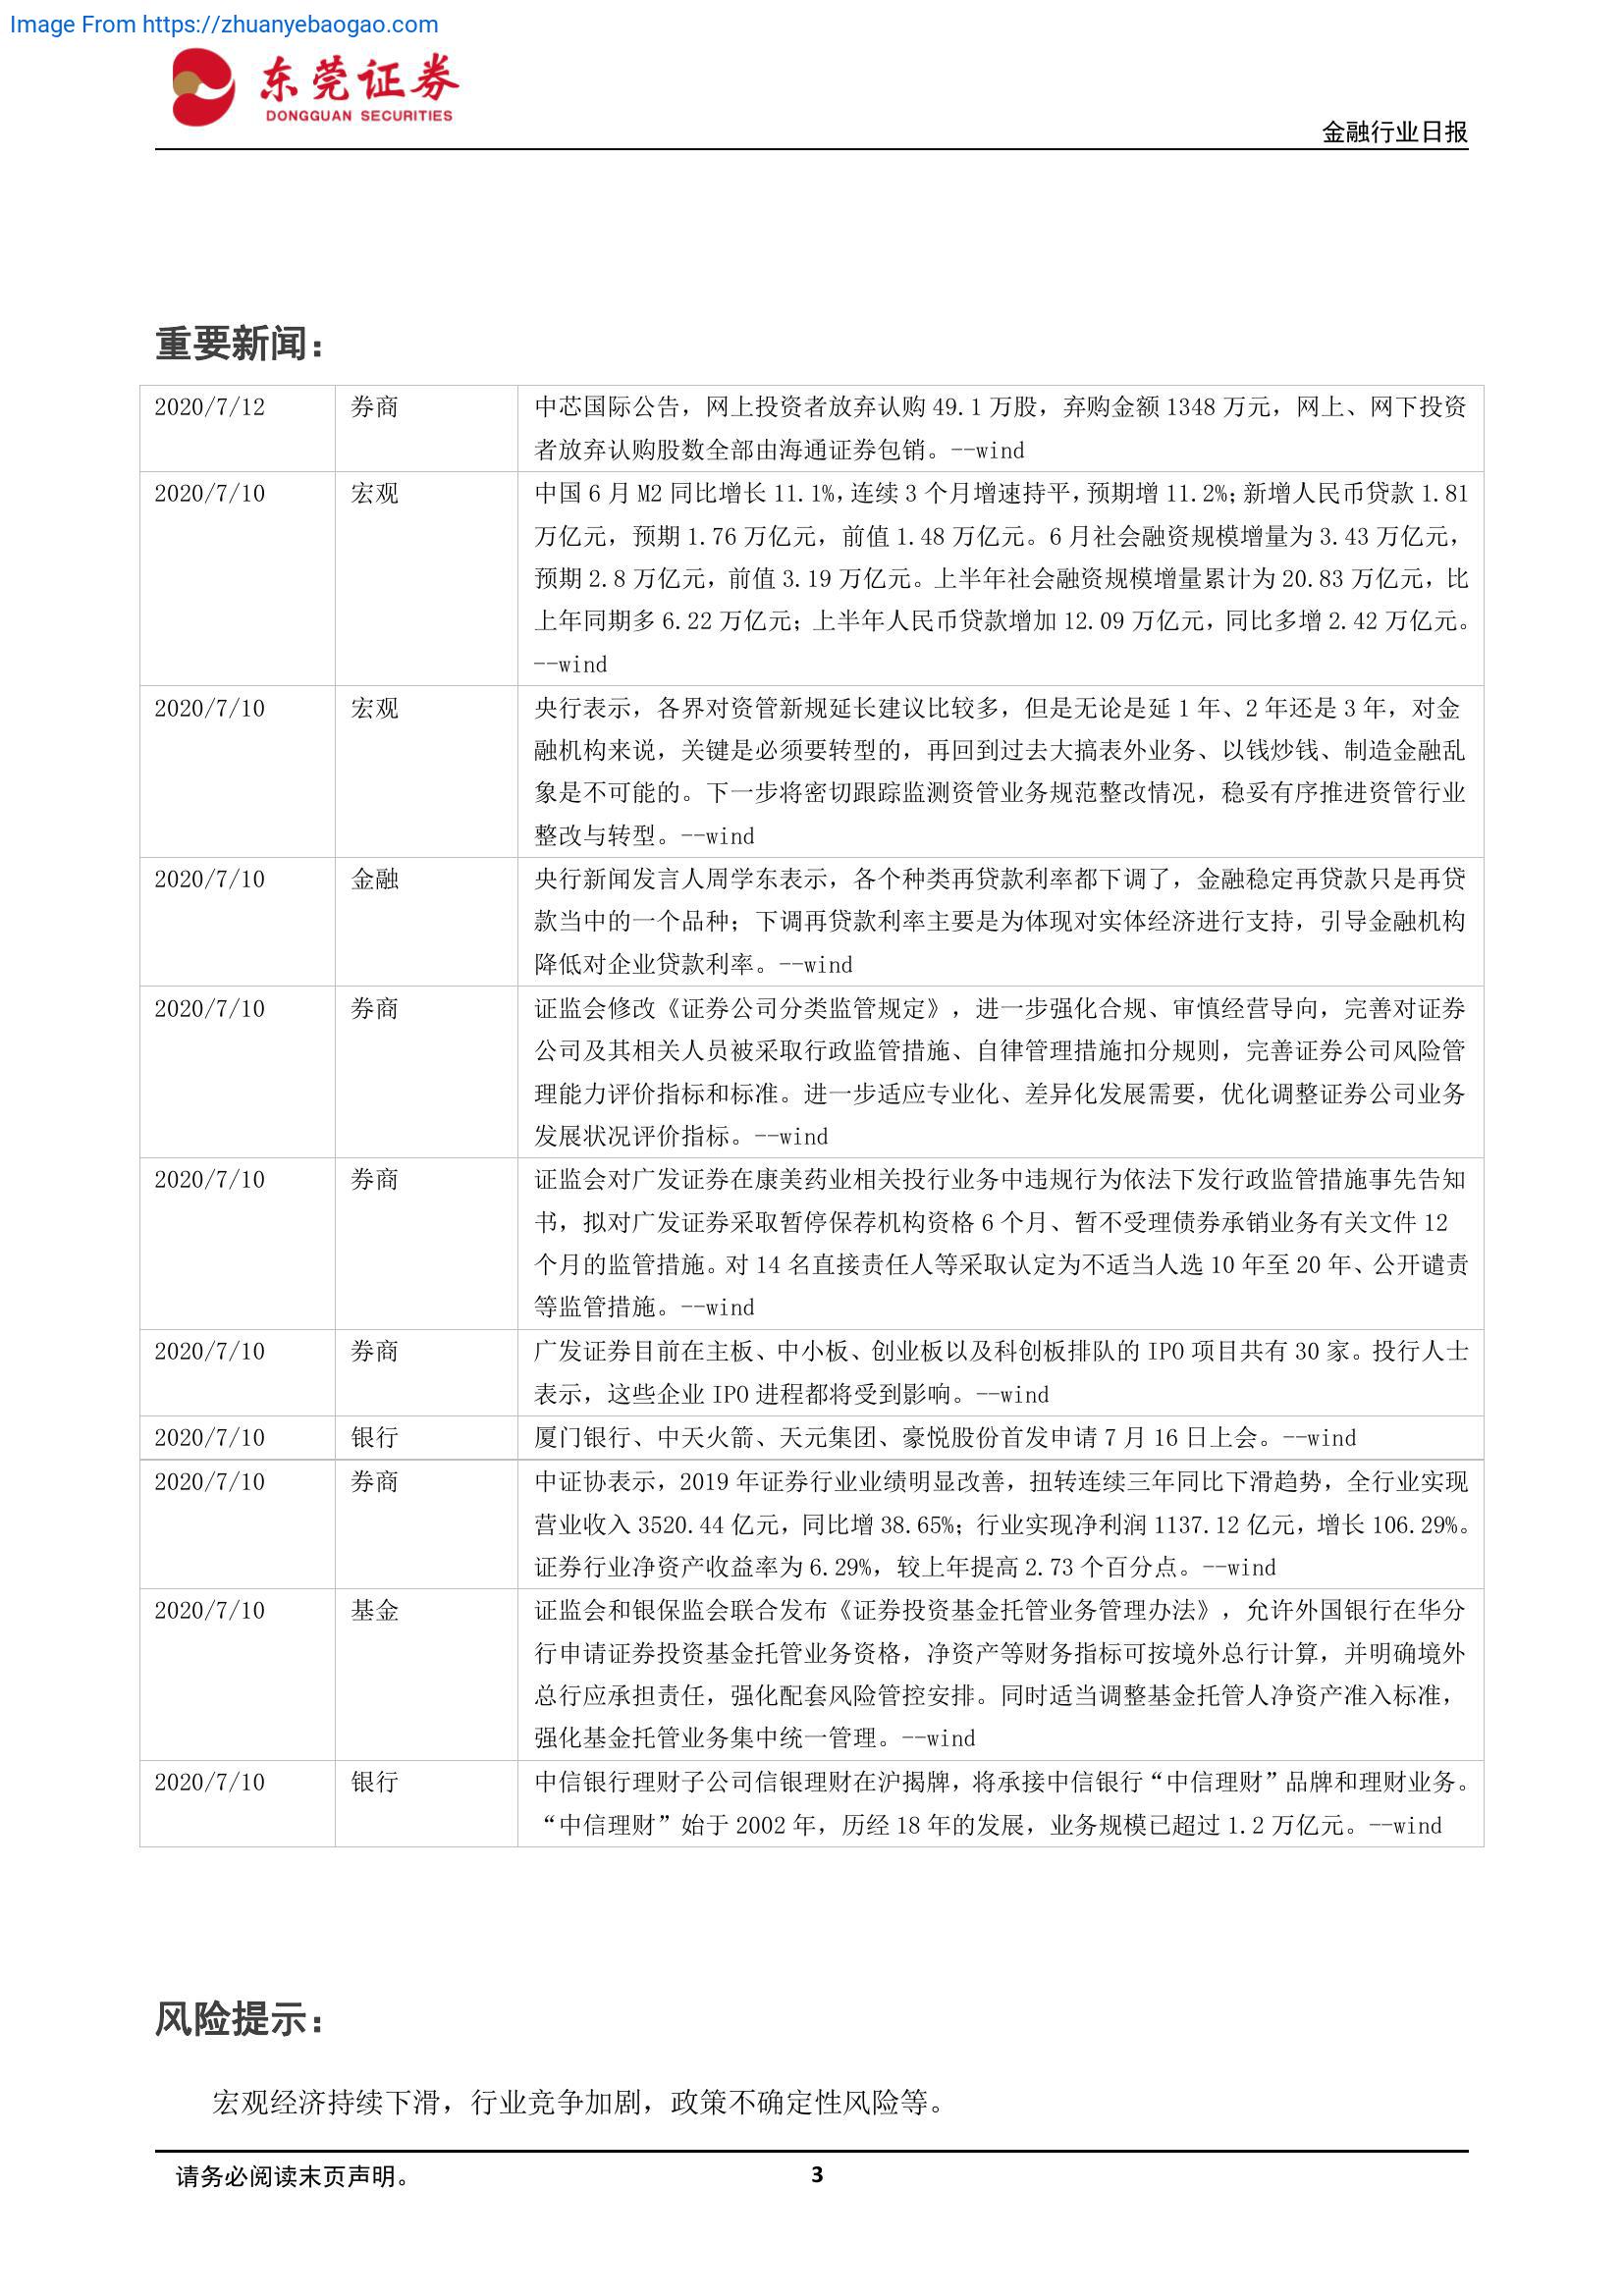 Image From https://zhuanyebaogao.com
东莞证券
DONGGUAN SECURITIES
金融行业日报
重要新闻：
2020/7/12 券商 中芯国际公告，网上投资者放弃认购 49.1 万股，弃购金额 1348 万元，网上、网下投资
者放弃认购股数全部由海通证券包销。--wind
2020/7/10 宏观 中国 6 月 M2 同比增长 11.1%，连续 3 个月增速持平，预期增 11.2%；新增人民币贷款 1.81
万亿元，预期 1.76 万亿元，前值 1.48 万亿元。6 月社会融资规模增量为 3.43 万亿元，
预期 2.8 万亿元，前值 3.19 万亿元。上半年社会融资规模增量累计为 20.83 万亿元，比
上年同期多 6.22 万亿元；上半年人民币贷款增加 12.09 万亿元，同比多增 2.42 万亿元。
--wind
2020/7/10 宏观 央行表示，各界对资管新规延长建议比较多，但是无论是延 1 年、2 年还是 3 年，对金
融机构来说，关键是必须要转型的，再回到过去大搞表外业务、以钱炒钱、制造金融乱
象是不可能的。下一步将密切跟踪监测资管业务规范整改情况，稳妥有序推进资管行业
整改与转型。--wind
2020/7/10 金融 央行新闻发言人周学东表示，各个种类再贷款利率都下调了，金融稳定再贷款只是再贷
款当中的一个品种；下调再贷款利率主要是为体现对实体经济进行支持，引导金融机构
降低对企业贷款利率。--wind
2020/7/10 券商 证监会修改《证券公司分类监管规定》，进一步强化合规、审慎经营导向，完善对证券
公司及其相关人员被采取行政监管措施、自律管理措施扣分规则，完善证券公司风险管
理能力评价指标和标准。进一步适应专业化、差异化发展需要，优化调整证券公司业务
发展状况评价指标。--wind
2020/7/10 券商 证监会对广发证券在康美药业相关投行业务中违规行为依法下发行政监管措施事先告知
书，拟对广发证券采取暂停保荐机构资格 6 个月、暂不受理债券承销业务有关文件 12
个月的监管措施。对 14 名直接责任人等采取认定为不适当人选 10 年至 20 年、公开谴责
等监管措施。--wind
2020/7/10 券商 广发证券目前在主板、中小板、创业板以及科创板排队的 IPO 项目共有 30 家。投行人士
表示，这些企业 IPO 进程都将受到影响。--wind
2020/7/10 银行 厦门银行、中天火箭、天元集团、豪悦股份首发申请 7 月 16 日上会。--wind
2020/7/10 券商 中证协表示，2019 年证券行业业绩明显改善，扭转连续三年同比下滑趋势，全行业实现
营业收入 3520.44 亿元，同比增 38.65%；行业实现净利润 1137.12 亿元，增长 106.29%。
证券行业净资产收益率为 6.29%，较上年提高 2.73 个百分点。--wind
2020/7/10 基金 证监会和银保监会联合发布《证券投资基金托管业务管理办法》，允许外国银行在华分
行申请证券投资基金托管业务资格，净资产等财务指标可按境外总行计算，并明确境外
总行应承担责任，强化配套风险管控安排。同时适当调整基金托管人净资产准入标准，
强化基金托管业务集中统一管理。--wind
2020/7/10 银行 中信银行理财子公司信银理财在沪揭牌，将承接中信银行“中信理财”品牌和理财业务。
“中信理财”始于 2002 年，历经 18 年的发展，业务规模已超过 1.2 万亿元。--wind
风险提示：
宏观经济持续下滑，行业竞争加剧，政策不确定性风险等。
请务必阅读末页声明。 3